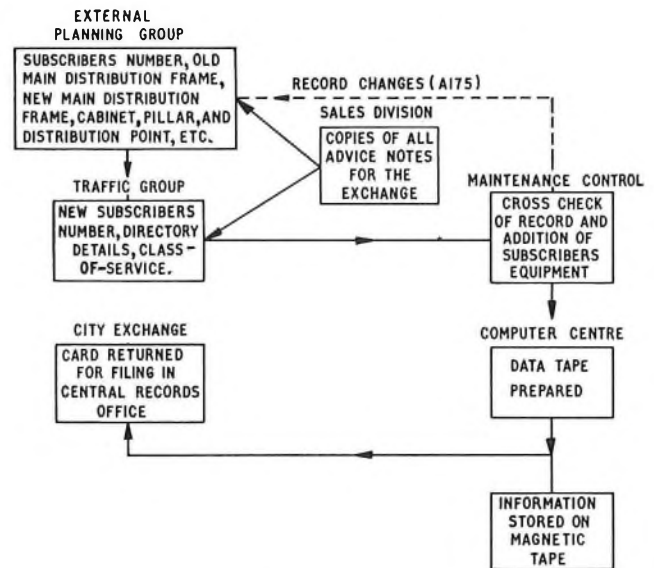 EXTERNAL
PLANNING GROUP
SUBSCRIBERS NUMBER, OLD
MAIN DISTRIBUTION FRAME,
NEW MAIN DISTRIBUTION
FRAME, CABINET, PILLAR, AND
DISTRIBUTION POINT, ETC.
RECORD CHANGES (A175)
SALES DIVISION
COPIES OF ALL
ADVICE NOTES
FOR THE
EXCHANGE
TRAFFIC GROUP
NEW SUBSCRIBERS
NUMBER, DIRECTORY
DETAILS, CLASS-
OF-SERVICE.
MAINTENANCE CONTROL
CROSS CHECK
OF RECORD AND
ADDITION OF
SUBSCRIBERS
EQUIPMENT
CITY EXCHANGE
CARD RETURNED
FOR FILING IN
CENTRAL RECORDS
OFFICE
COMPUTER CENTRE
DATA TAPE
PREPARED
INFORMATION
STORED ON
MAGNETIC
TAPE